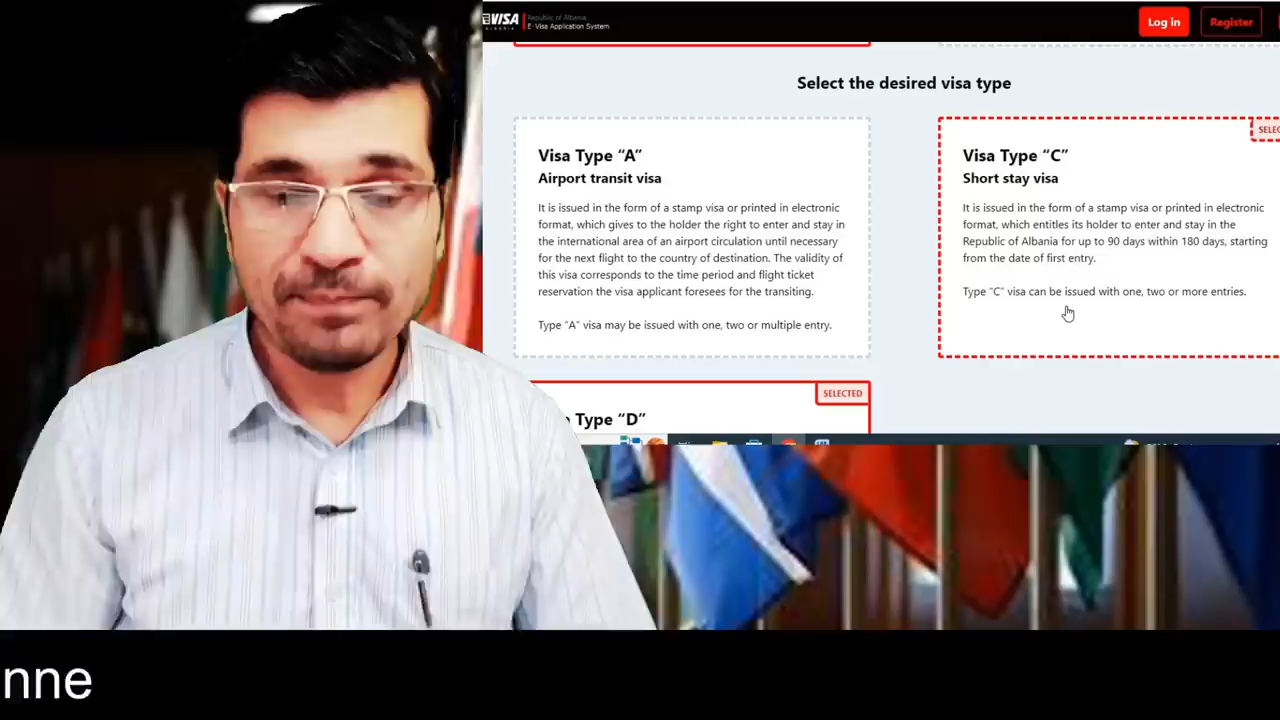 VISA
ALBANIA
Republic of Albania
E-Visa Application System
Log in
Register
Select the desired visa type
Visa Type “A”
Airport transit visa
It is issued in the form of a stamp visa or printed in electronic
format, which gives to the holder the right to enter and stay in
the international area of an airport circulation until necessary
for the next flight to the country of destination. The validity of
this visa corresponds to the time period and flight ticket
reservation the visa applicant foresees for the transiting.
Type “A” visa may be issued with one, two or multiple entry.
SELEC
Visa Type “C”
Short stay visa
It is issued in the form of a stamp visa or printed in electronic
format, which entitles its holder to enter and stay in the
Republic of Albania for up to 90 days within 180 days, starting
from the date of first entry.
Type “C” visa can be issued with one, two or more entries.
SELECTED
Type “D”
nne